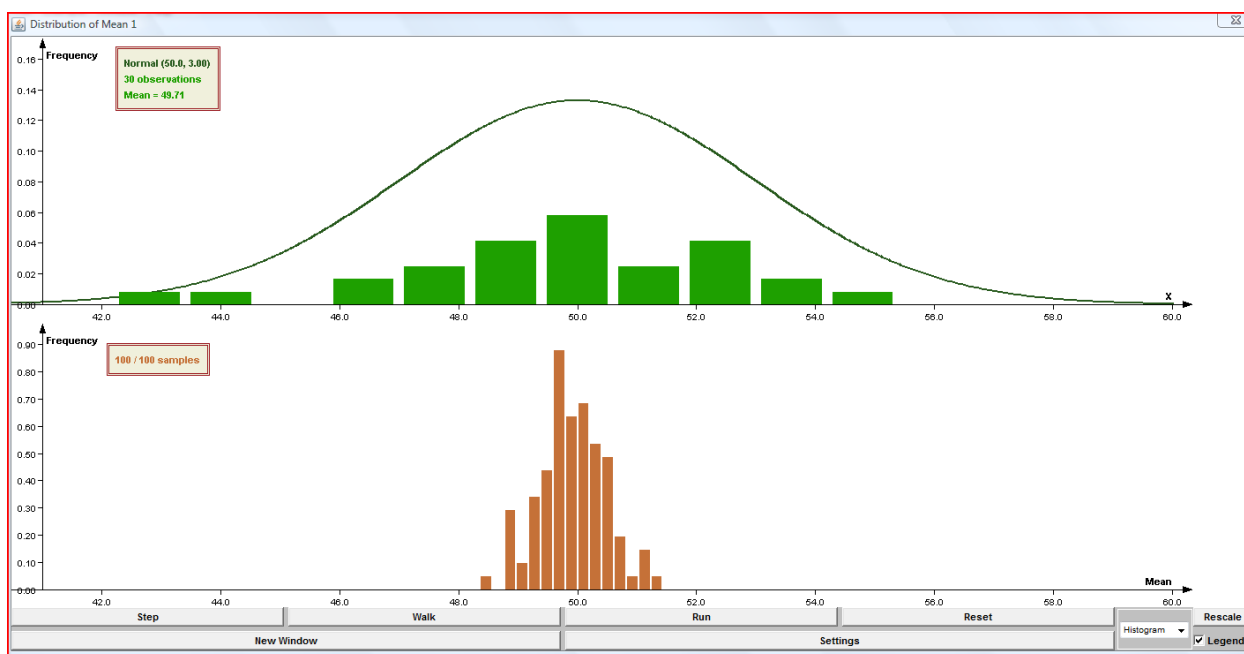 Distribution of Mean 1
Frequency
Normal (50.0, 3.00)
30 observations
Mean = 49.71
0.16
0.14
0.12
0.10
0.08
0.06
0.04
0.02
0.00
X
42.0 44.0 46.0 48.0 50.0 52.0 54.0 56.0 58.0 60.0
Frequency
100 / 100 samples
0.90
0.80
0.70
0.60
0.50
0.40
0.30
0.20
0.10
0.00
Mean
42.0 44.0 46.0 48.0 50.0 52.0 54.0 56.0 58.0 60.0
Step Walk Run Reset Rescale
New Window Settings Histogram Legend